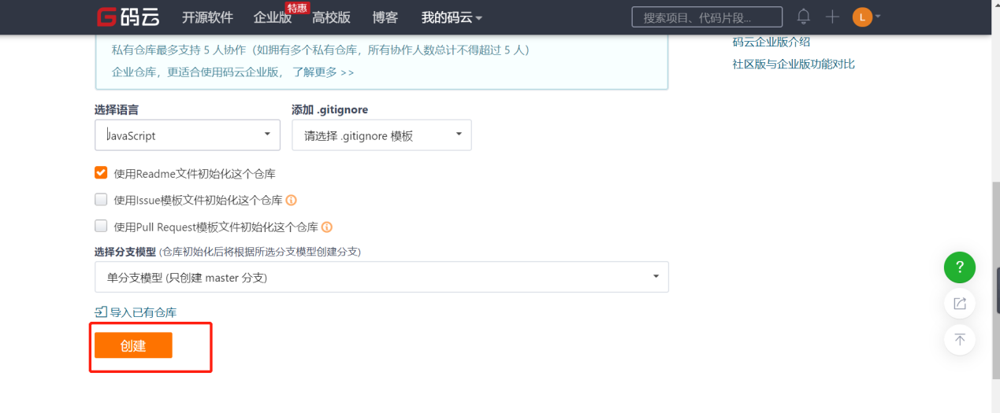 码云 开源软件 企业版 特惠 高校版 博客 我的码云 搜索项目、代码片段... L
私有仓库最多支持 5 人协作（如拥有多个私有仓库，所有协作人数总计不得超过 5 人）
企业仓库，更适合使用码云企业版， 了解更多 >>
码云企业版介绍
社区版与企业版功能对比
选择语言 添加 .gitignore
JavaScript 请选择 .gitignore 模板
使用Readme文件初始化这个仓库
使用Issue模板文件初始化这个仓库
使用Pull Request模板文件初始化这个仓库
选择分支模型 (仓库初始化后将根据所选分支模型创建分支)
单分支模型 (只创建 master 分支)
导入已有仓库
创建
?